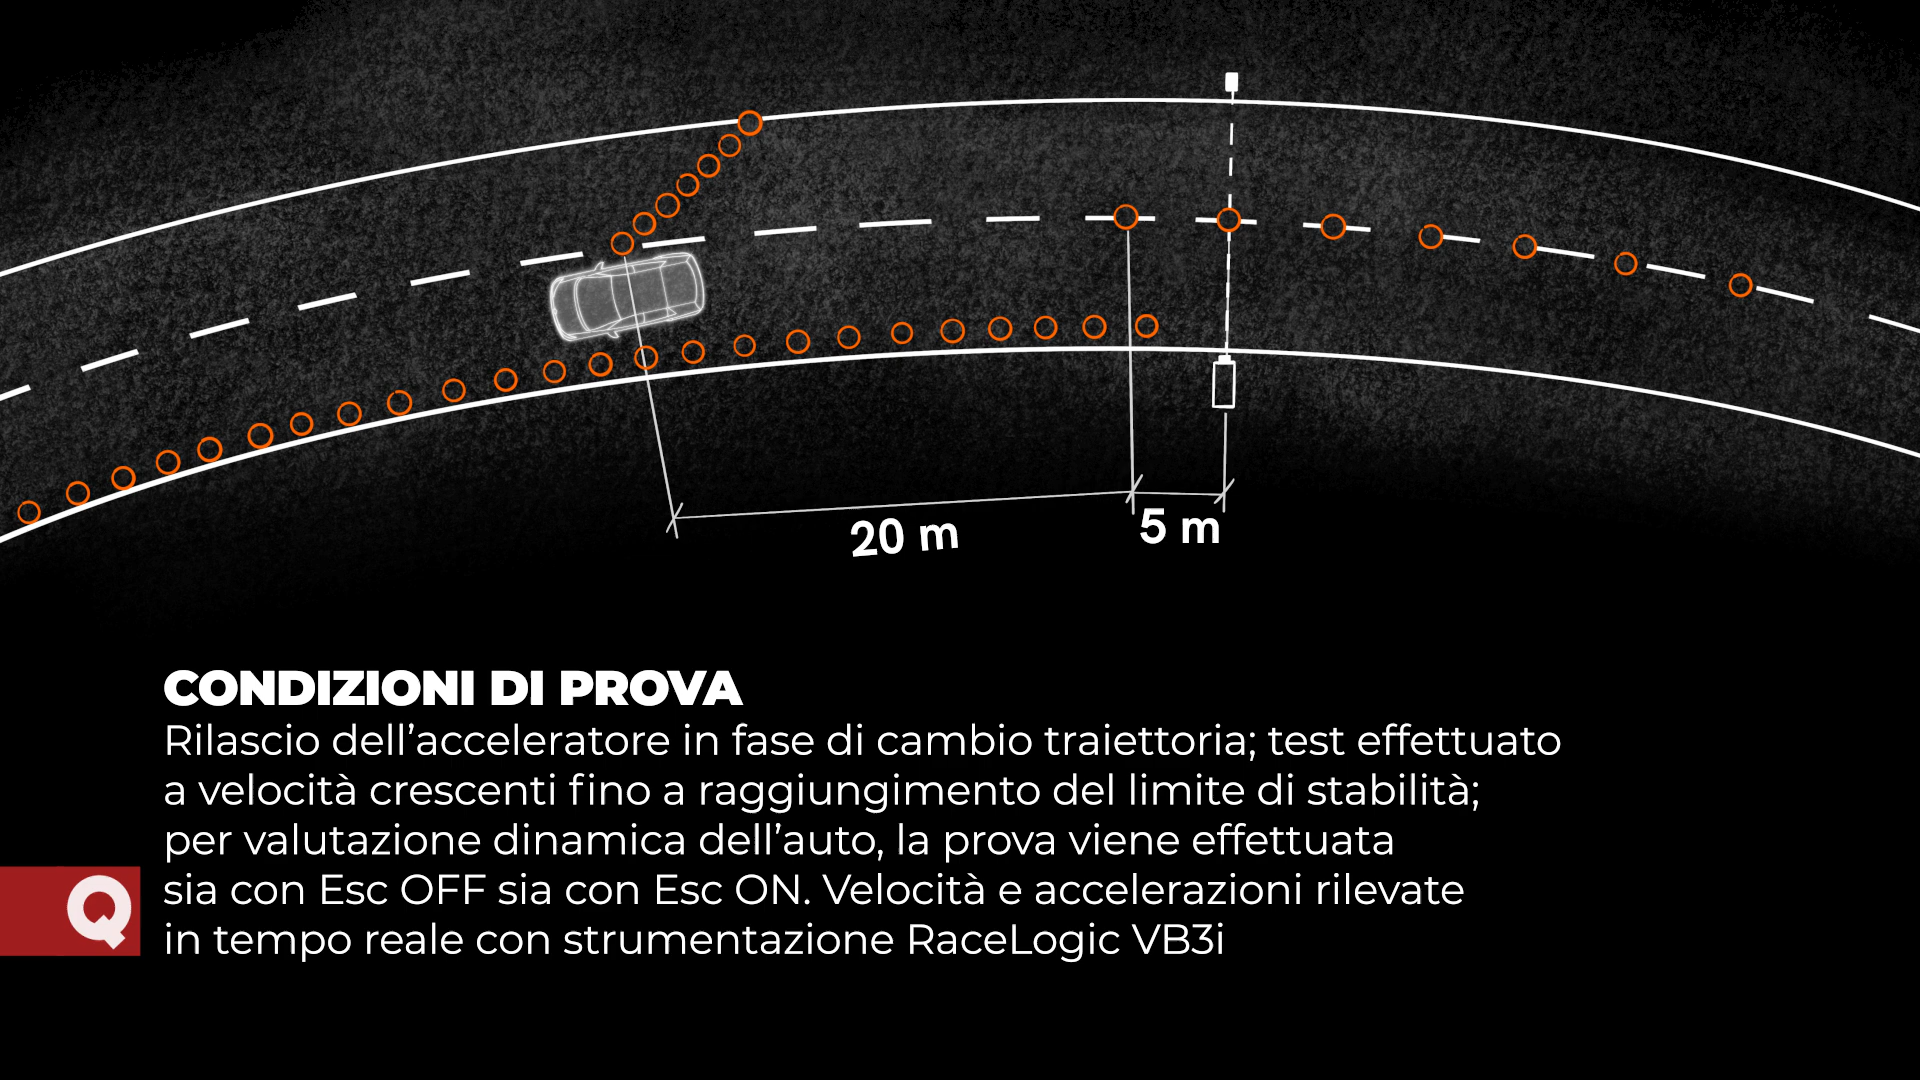 20 m
5 m
CONDIZIONI DI PROVA
Rilascio dell’acceleratore in fase di cambio traiettoria; test effettuato
a velocità crescenti fino a raggiungimento del limite di stabilità;
per valutazione dinamica dell’auto, la prova viene effettuata
sia con Esc OFF sia con Esc ON. Velocità e accelerazioni rilevate
in tempo reale con strumentazione RaceLogic VB3i
Q